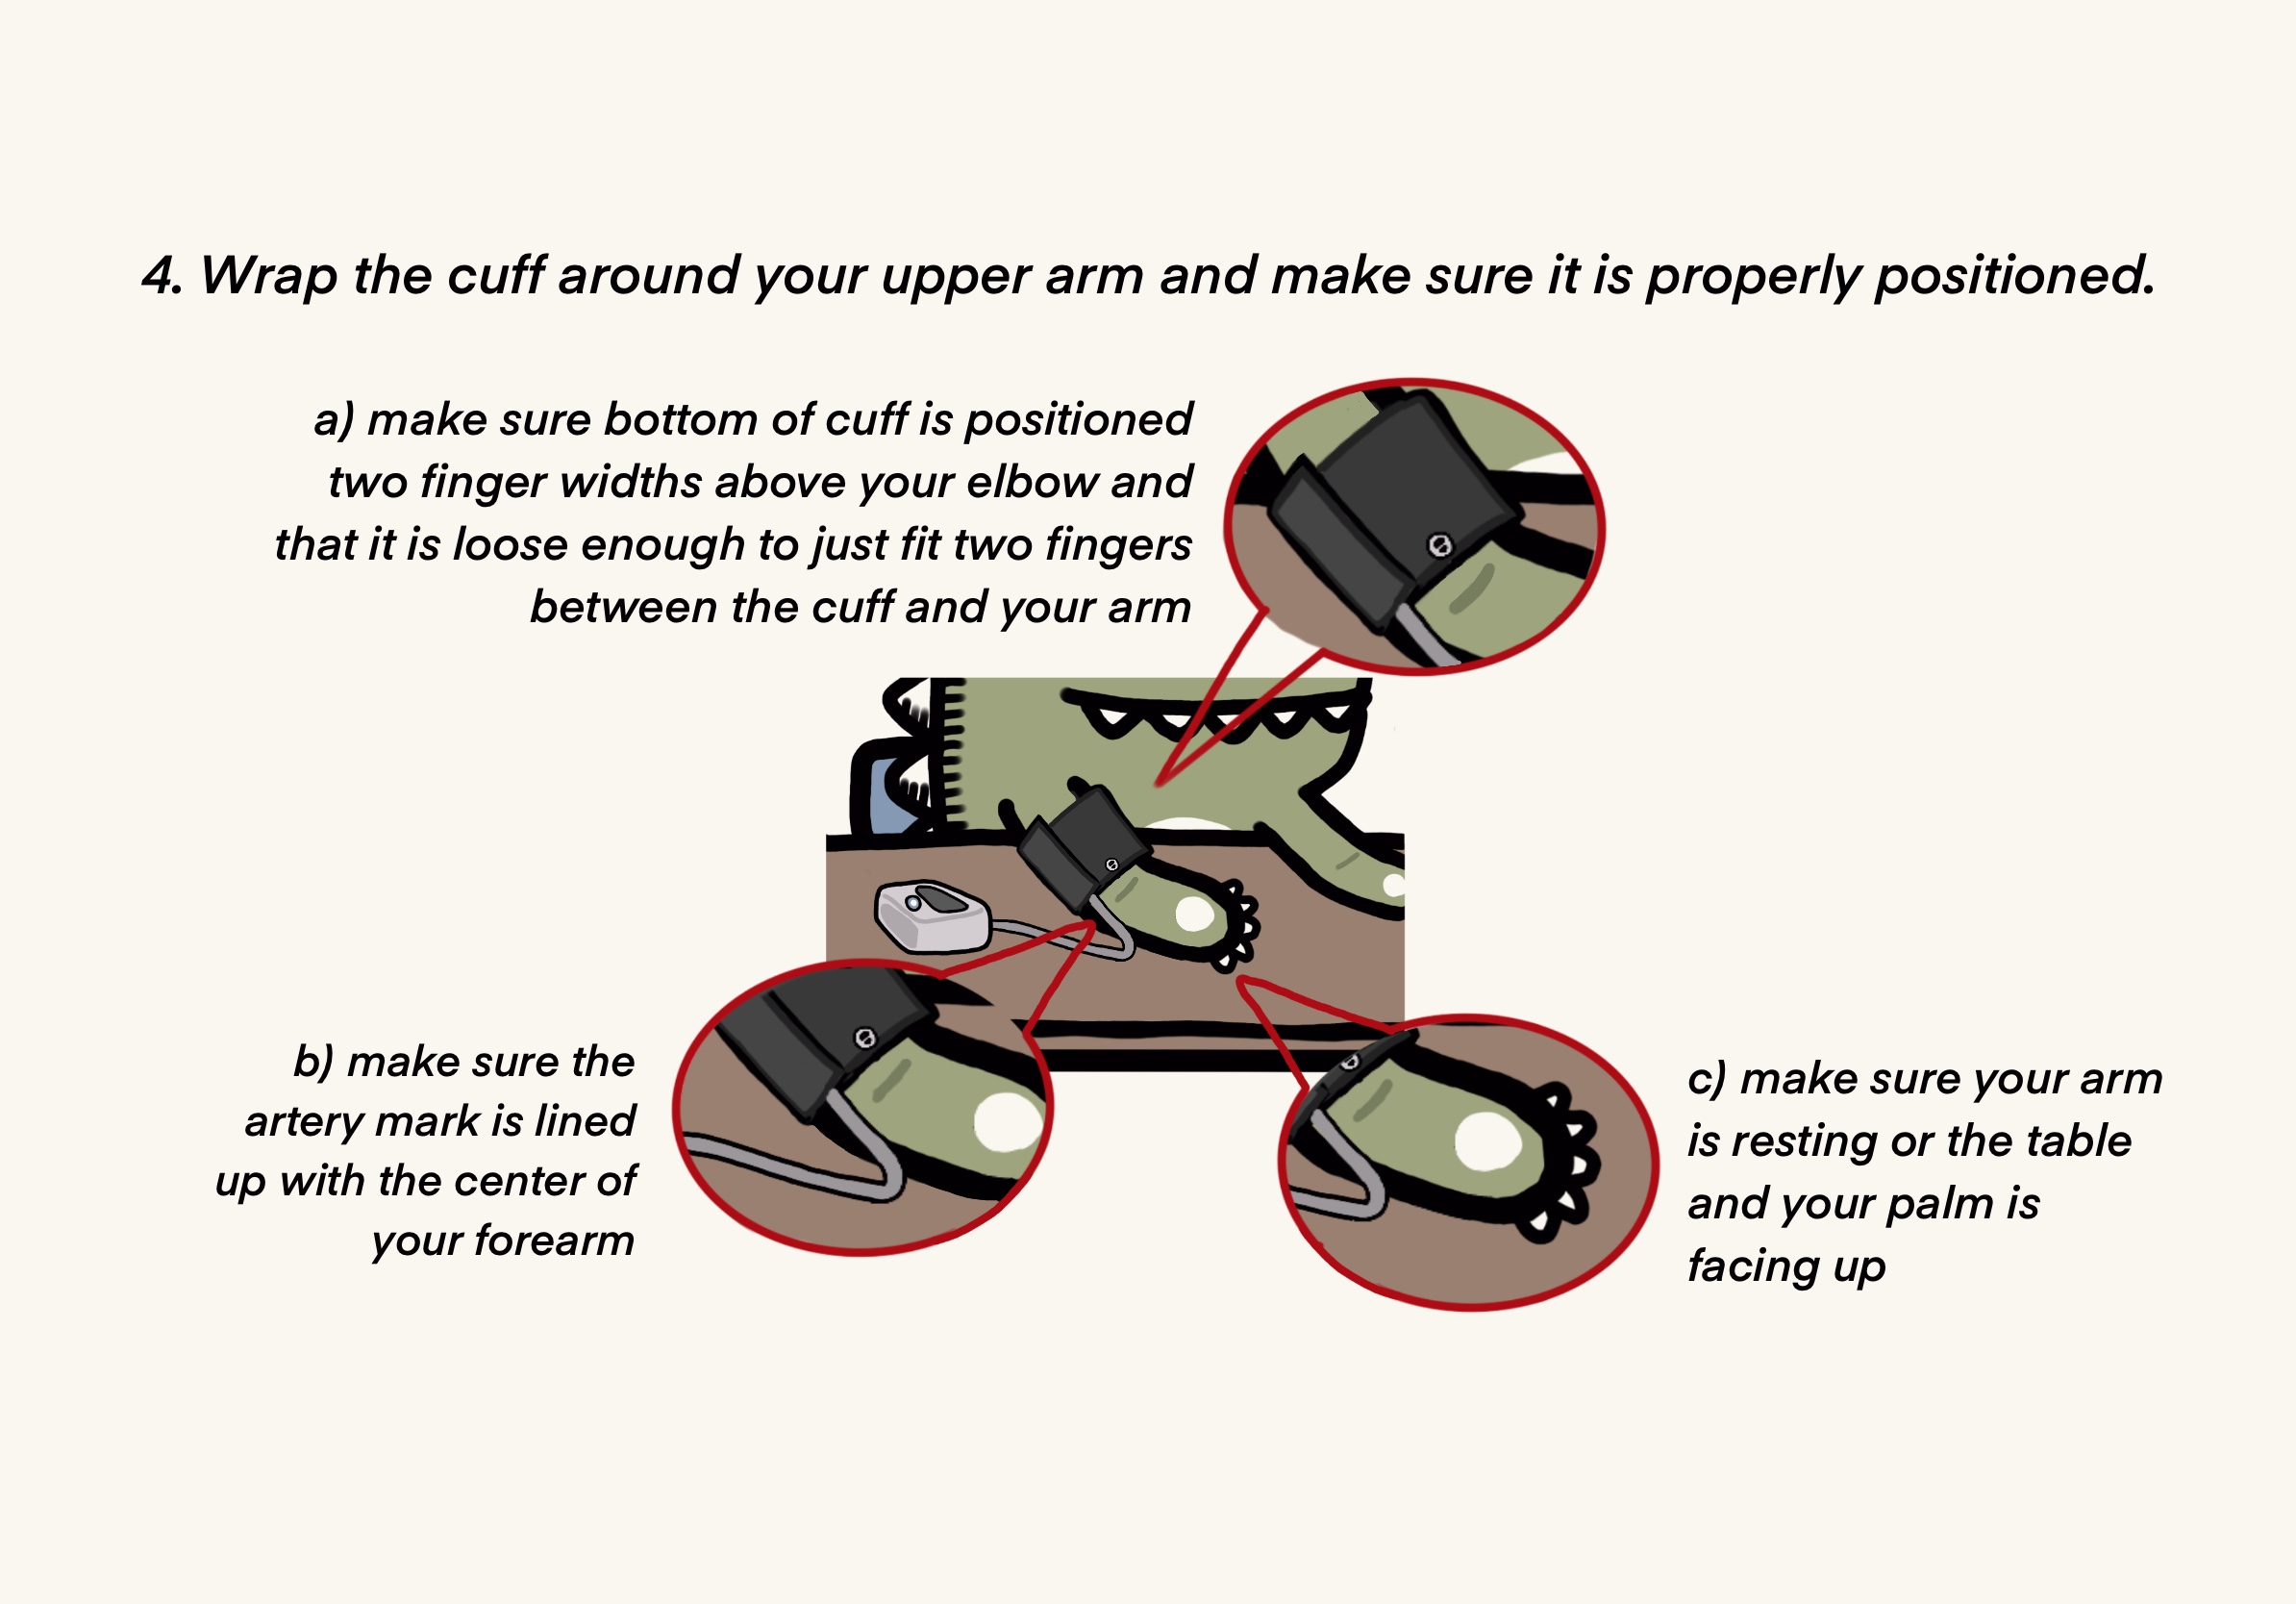 4. Wrap the cuff around your upper arm and make sure it is properly positioned.
a) make sure bottom of cuff is positioned
two finger widths above your elbow and
that it is loose enough to just fit two fingers
between the cuff and your arm
b) make sure the
artery mark is lined
up with the center of
your forearm
c) make sure your arm
is resting or the table
and your palm is
facing up